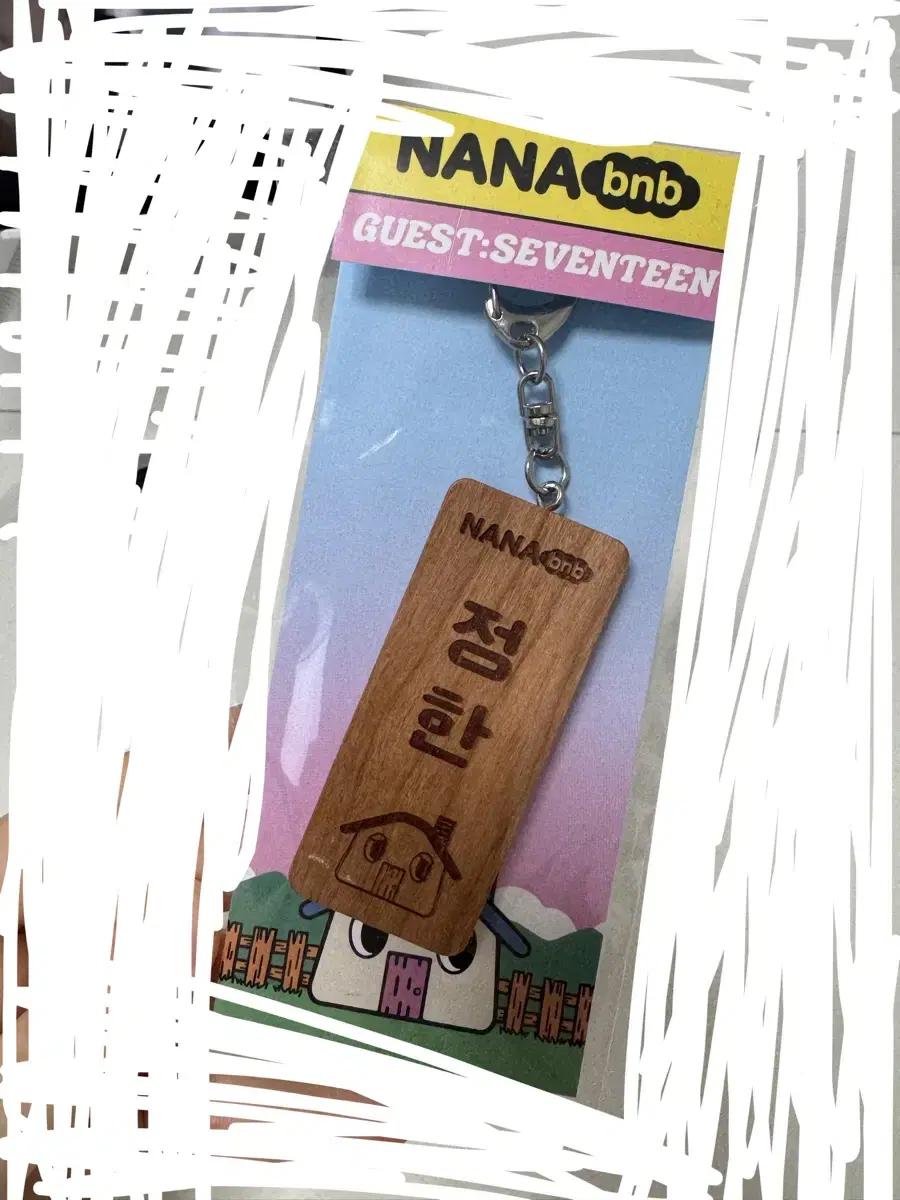 NANA bnb
GUEST:SEVENTEEN
NANA bnb
정
한